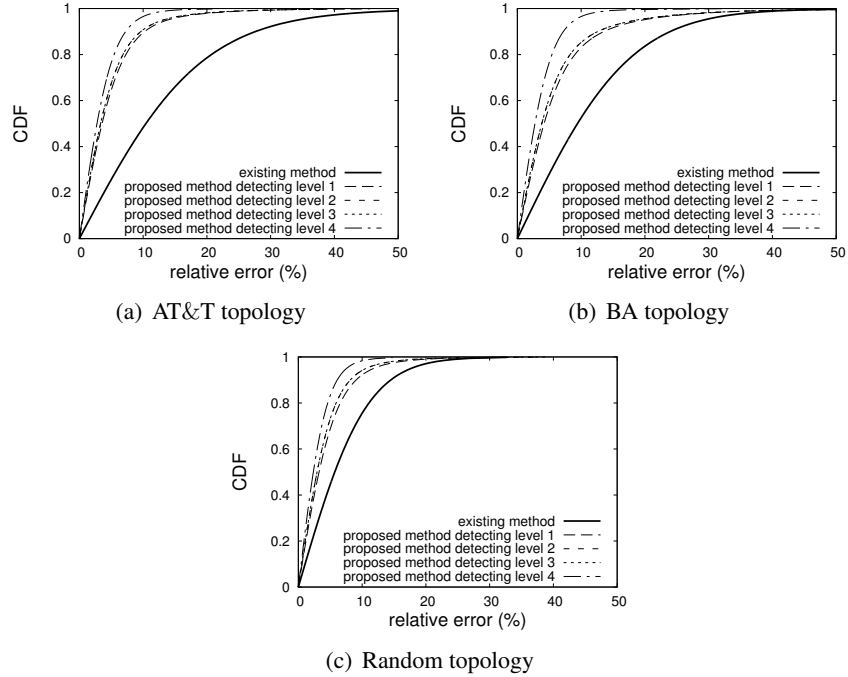 1
0.8
0.6
0.4
0.2
0
CDF
existing method
proposed method detecting level 1
proposed method detecting level 2
proposed method detecting level 3
proposed method detecting level 4
0 10 20 30 40 50
relative error (%)
(a) AT&T topology
1
0.8
0.6
0.4
0.2
0
CDF
existing method
proposed method detecting level 1
proposed method detecting level 2
proposed method detecting level 3
proposed method detecting level 4
0 10 20 30 40 50
relative error (%)
(b) BA topology
1
0.8
0.6
0.4
0.2
0
CDF
existing method
proposed method detecting level 1
proposed method detecting level 2
proposed method detecting level 3
proposed method detecting level 4
0 10 20 30 40 50
relative error (%)
(c) Random topology